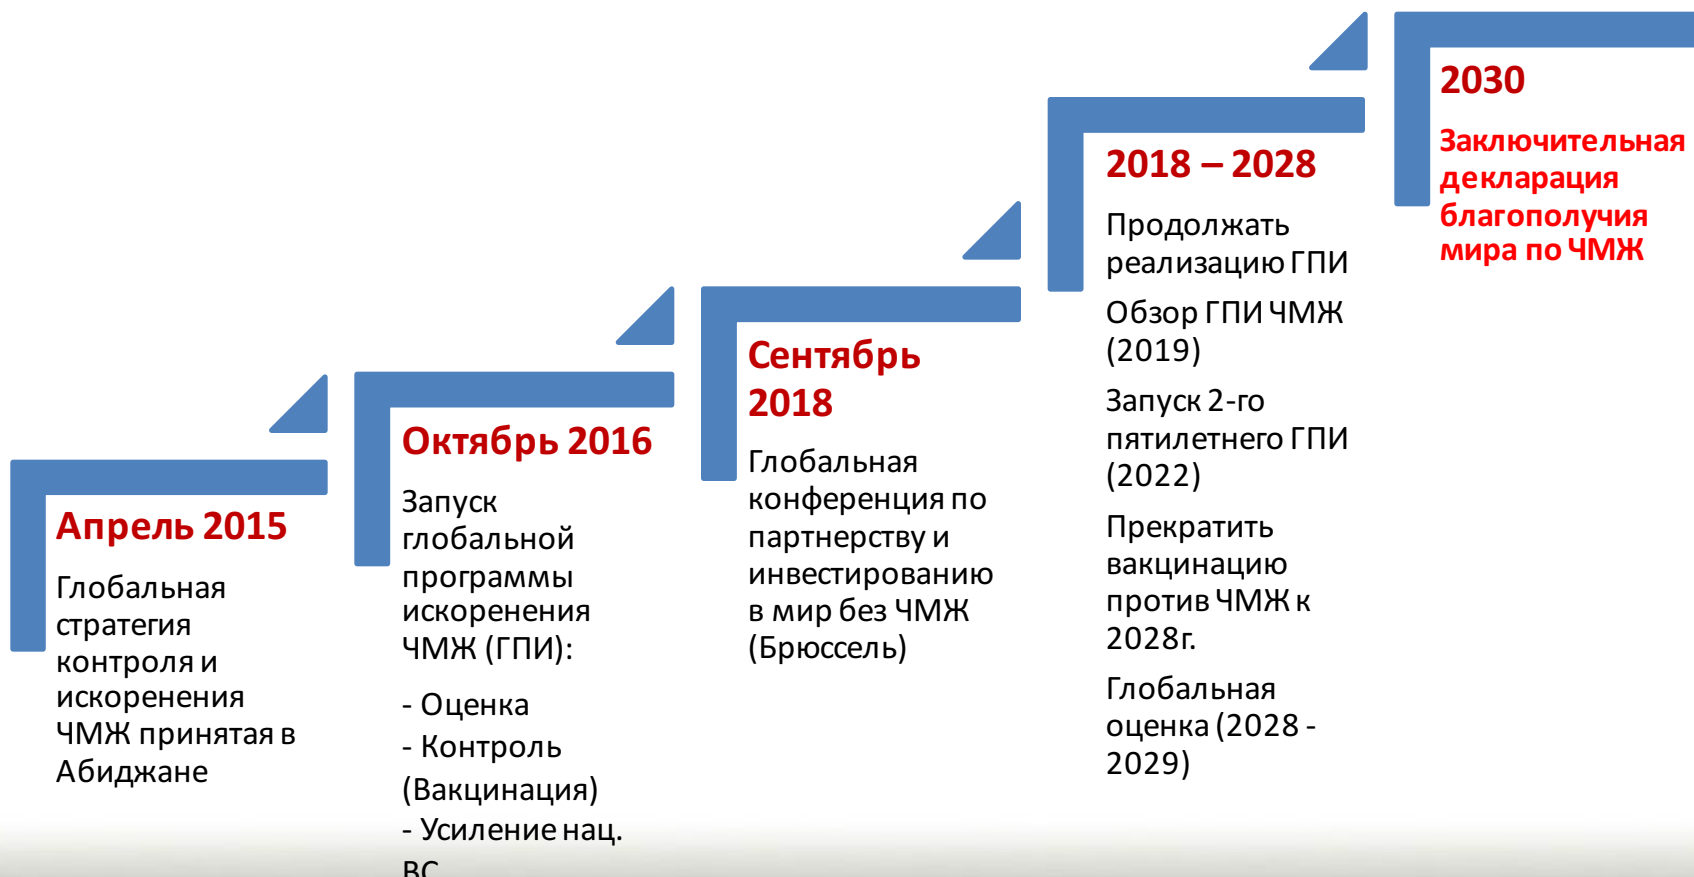 Апрель 2015
Глобальная
стратегия
контроля и
искоренения
ЧМЖ принятая в
Абиджане
Октябрь 2016
Запуск
глобальной
программы
искоренения
ЧМЖ (ГПИ):
- Оценка
- Контроль
(Вакцинация)
- Усиление нац.
ВС
Сентябрь
2018
Глобальная
конференция по
партнерству и
инвестированию
в мир без ЧМЖ
(Брюссель)
2018 – 2028
Продолжать
реализацию ГПИ
Обзор ГПИ ЧМЖ
(2019)
Запуск 2-го
пятилетнего ГПИ
(2022)
Прекратить
вакцинацию
против ЧМЖ к
2028г.
Глобальная
оценка (2028 -
2029)
2030
Заключительная
декларация
благополучия
мира по ЧМЖ